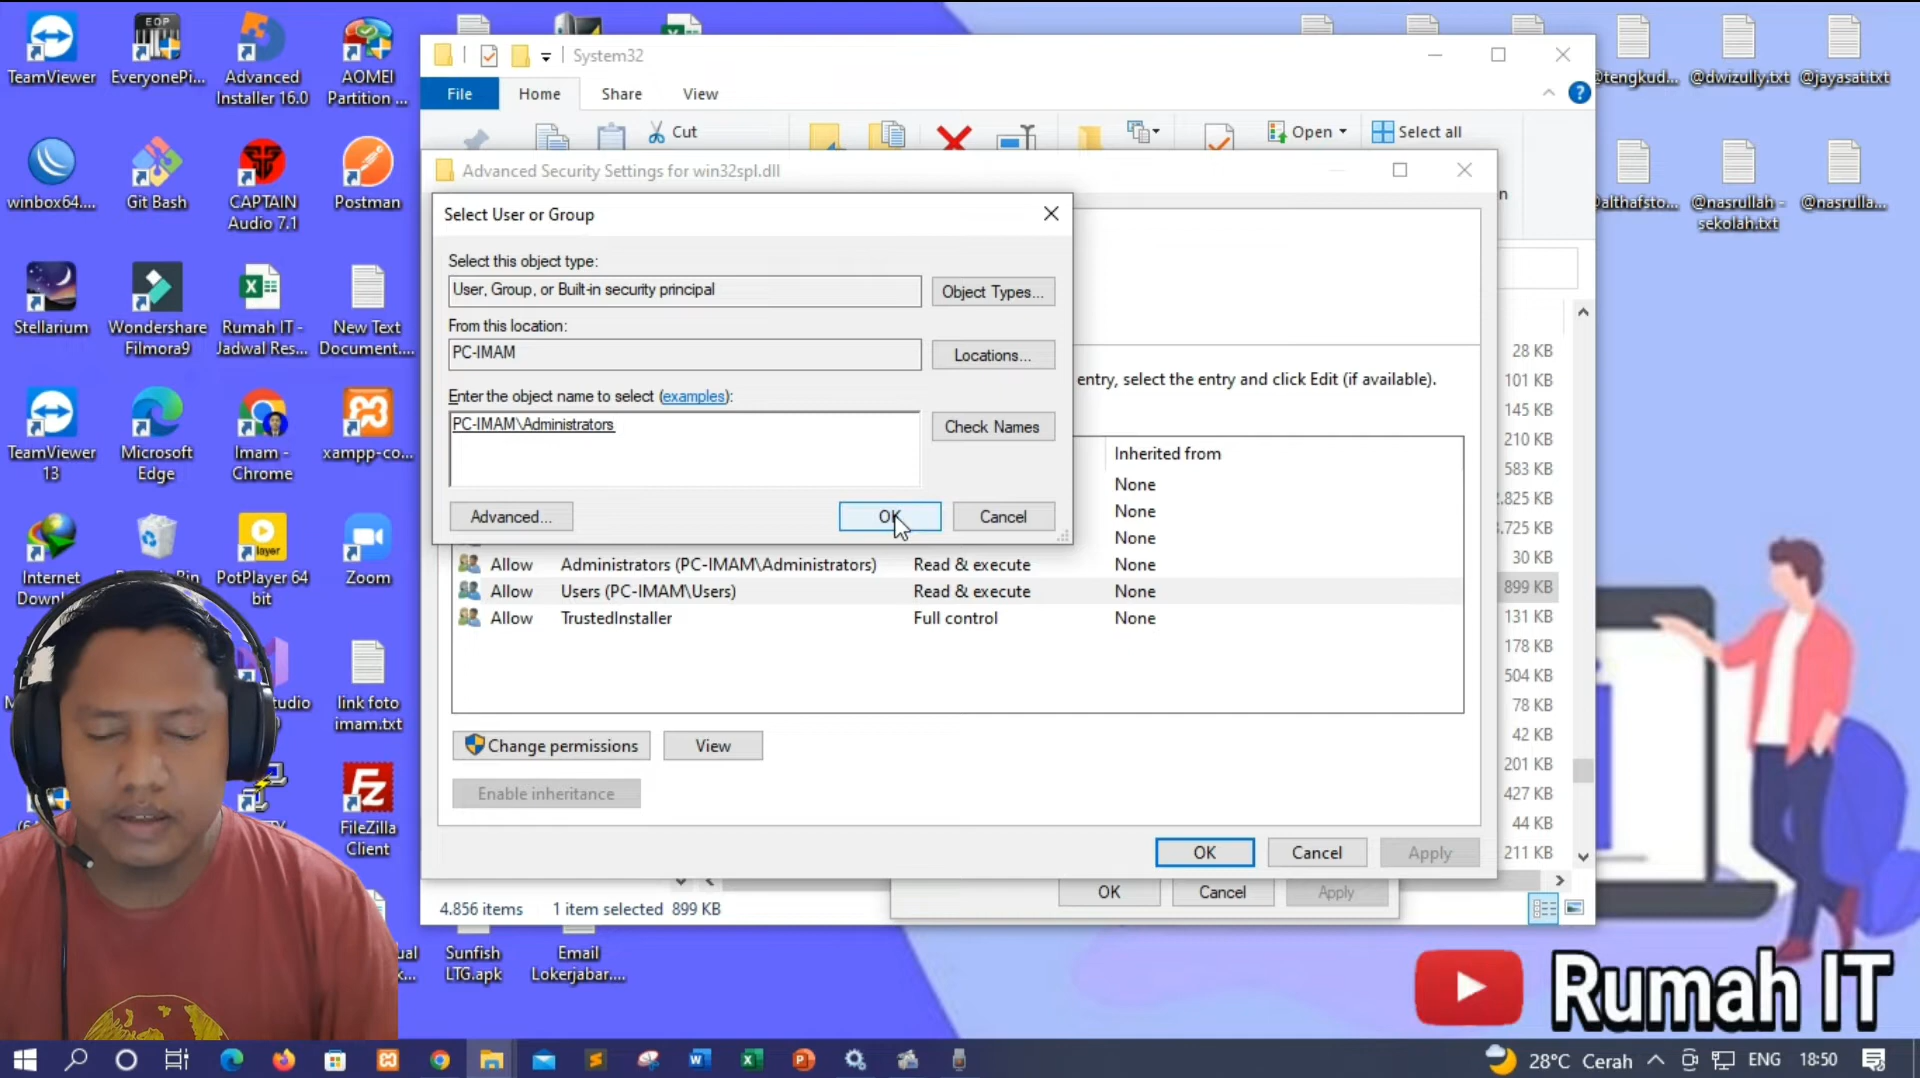 TeamViewer
EveryonePi...
Advanced
Installer 16.0
AOMEI
Partition ...
EOP
winbox64....
Git Bash
CAPTAIN
Audio 7.1
Postman
Stellarium
Wondershare
Filmora9
Rumah IT -
Jadwal Res...
New Text
Document....
TeamViewer
13
Microsoft
Edge
Imam -
Chrome
xampp-co...
Internet
PotPlayer 64
bit
Zoom
link foto
imam.txt
FileZilla
Client
Sunfish
LTG.apk
Email
Lokerjabar....
@dwizully.txt
@jayasat.txt
@nasrullah -
sekolah.txt
@nasrulla...
System32
File
Home
Share
View
Cut
Open
Select all
Advanced Security Settings for win32spl.dll
Select User or Group
Select this object type:
User, Group, or Built-in security principal
Object Types...
From this location:
PC-IMAM
Locations...
Enter the object name to select (examples):
PC-IMAM\Administrators
Check Names
Advanced...
OK
Cancel
entry, select the entry and click Edit (if available).
Inherited from
None
None
None
Allow Administrators (PC-IMAM\Administrators) Read & execute None
Allow Users (PC-IMAM\Users) Read & execute None
Allow TrustedInstaller Full control None
Change permissions
View
Enable inheritance
OK
Cancel
Apply
OK
Cancel
Apply
28 KB
101 KB
145 KB
210 KB
583 KB
30 KB
899 KB
131 KB
178 KB
504 KB
78 KB
42 KB
201 KB
427 KB
44 KB
211 KB
4.856 items 1 item selected 899 KB
Rumah IT
28°C Cerah
ENG
18:50